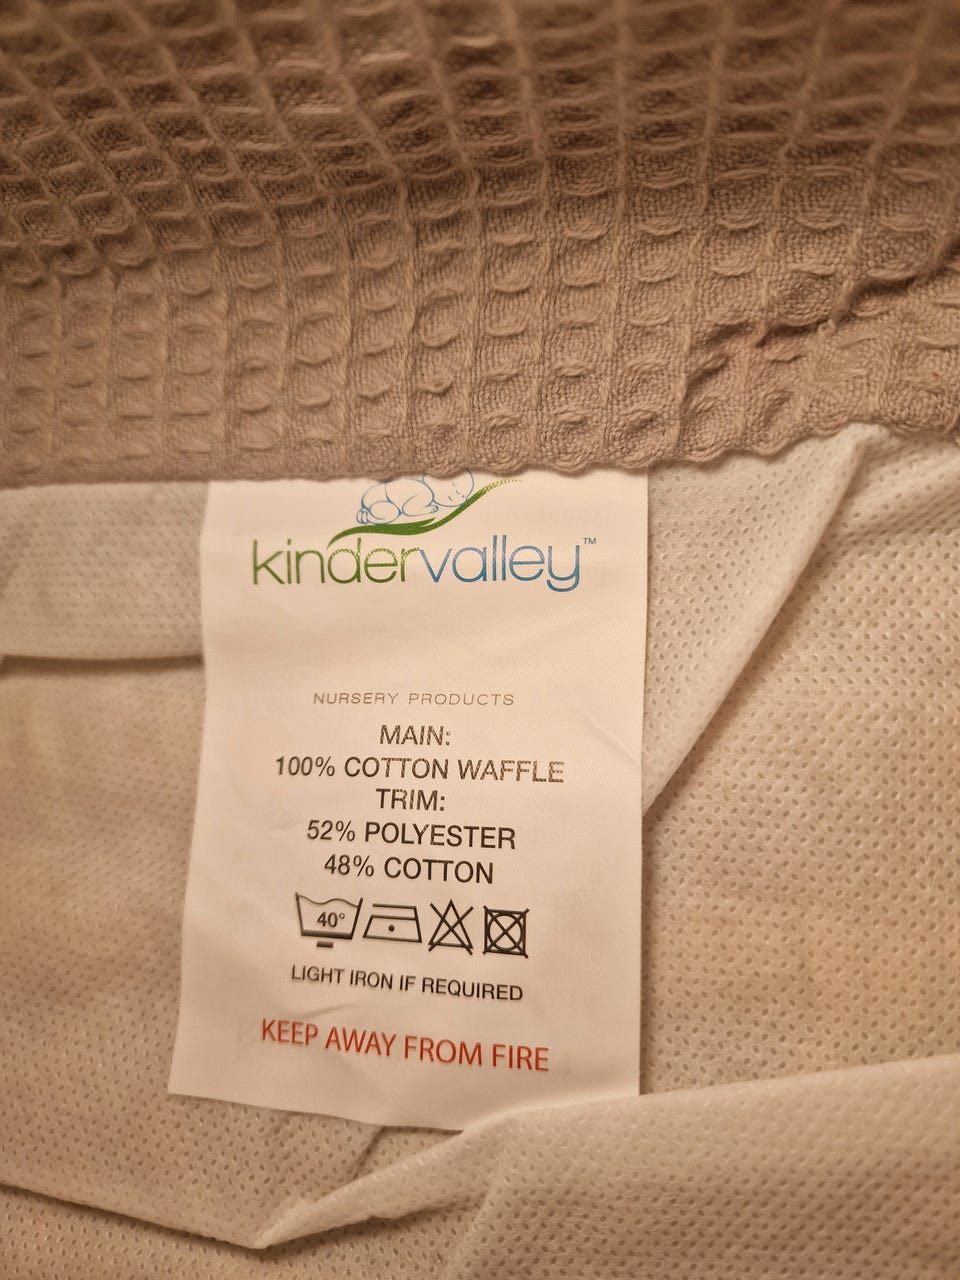 kindervalley™
NURSERY PRODUCTS
MAIN:
100% COTTON WAFFLE
TRIM:
52% POLYESTER
48% COTTON
40°
LIGHT IRON IF REQUIRED
KEEP AWAY FROM FIRE